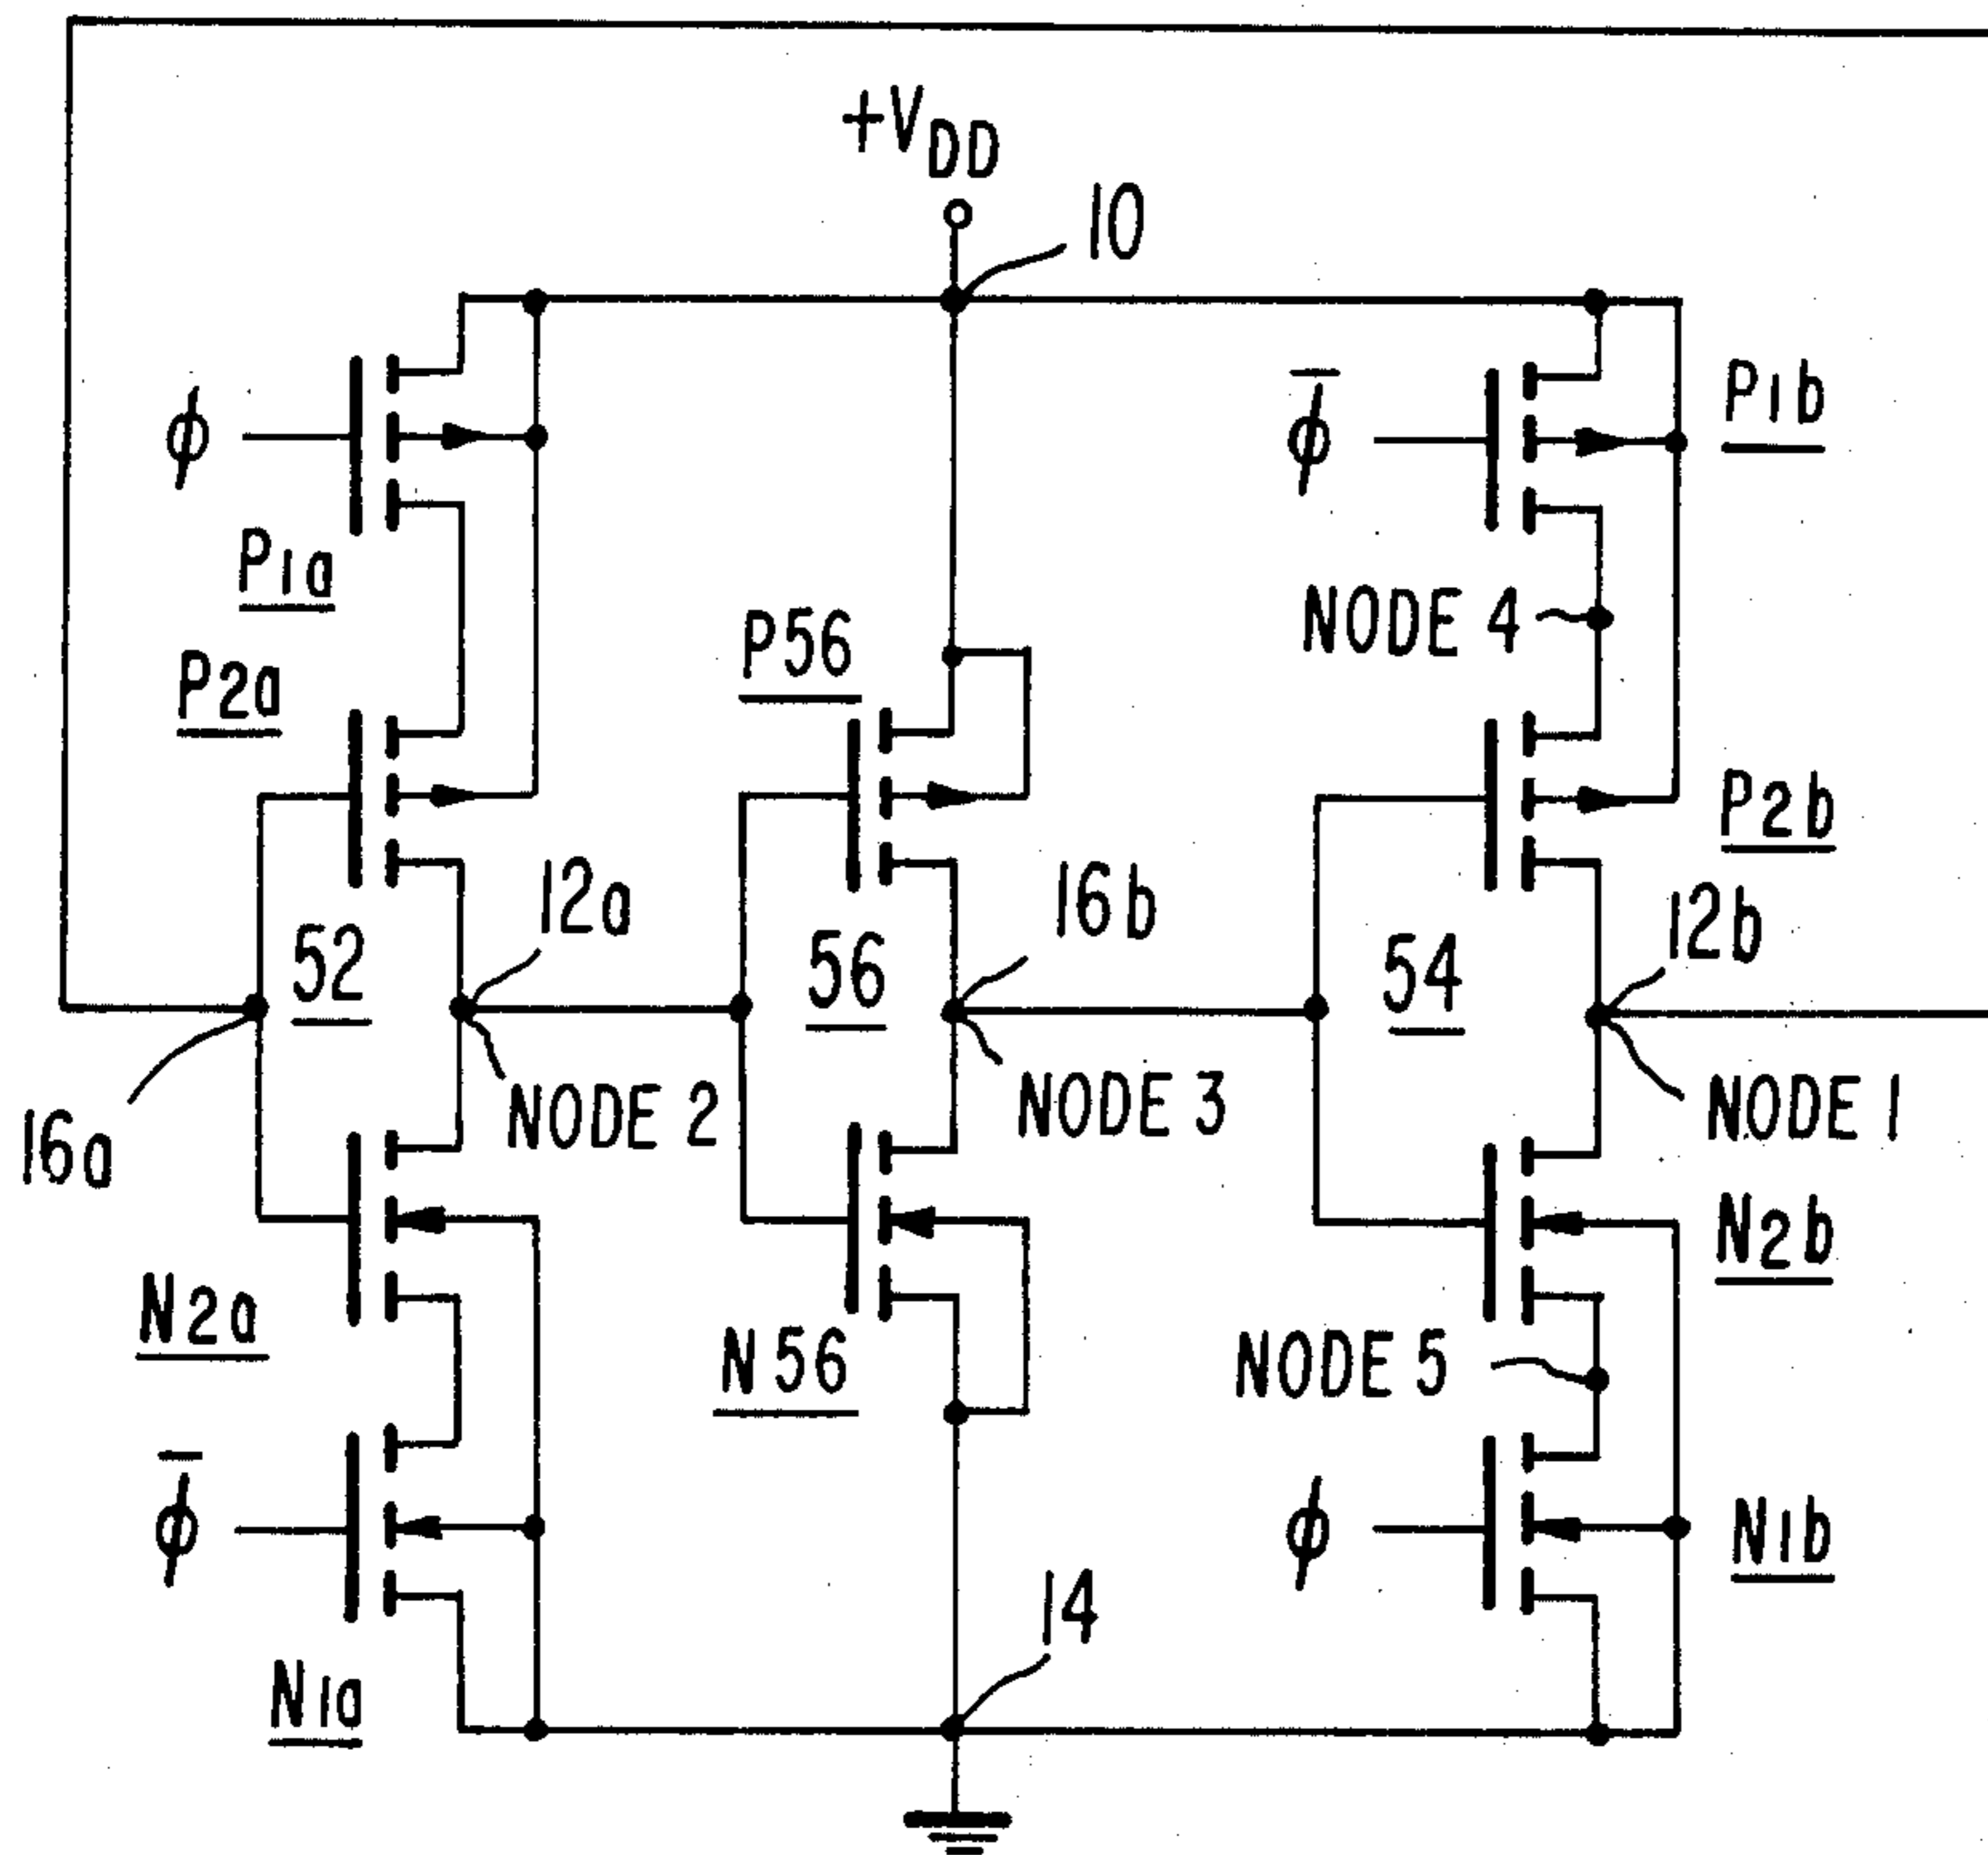 +VDD
10
ϕ
ϕ̅
P1b
P1a
NODE 4
P56
P2a
P2b
12a
16b
12b
52
56
54
16a
NODE 2
NODE 3
NODE 1
N2b
N2a
N56
NODE 5
ϕ̅
ϕ
N1b
14
N1a